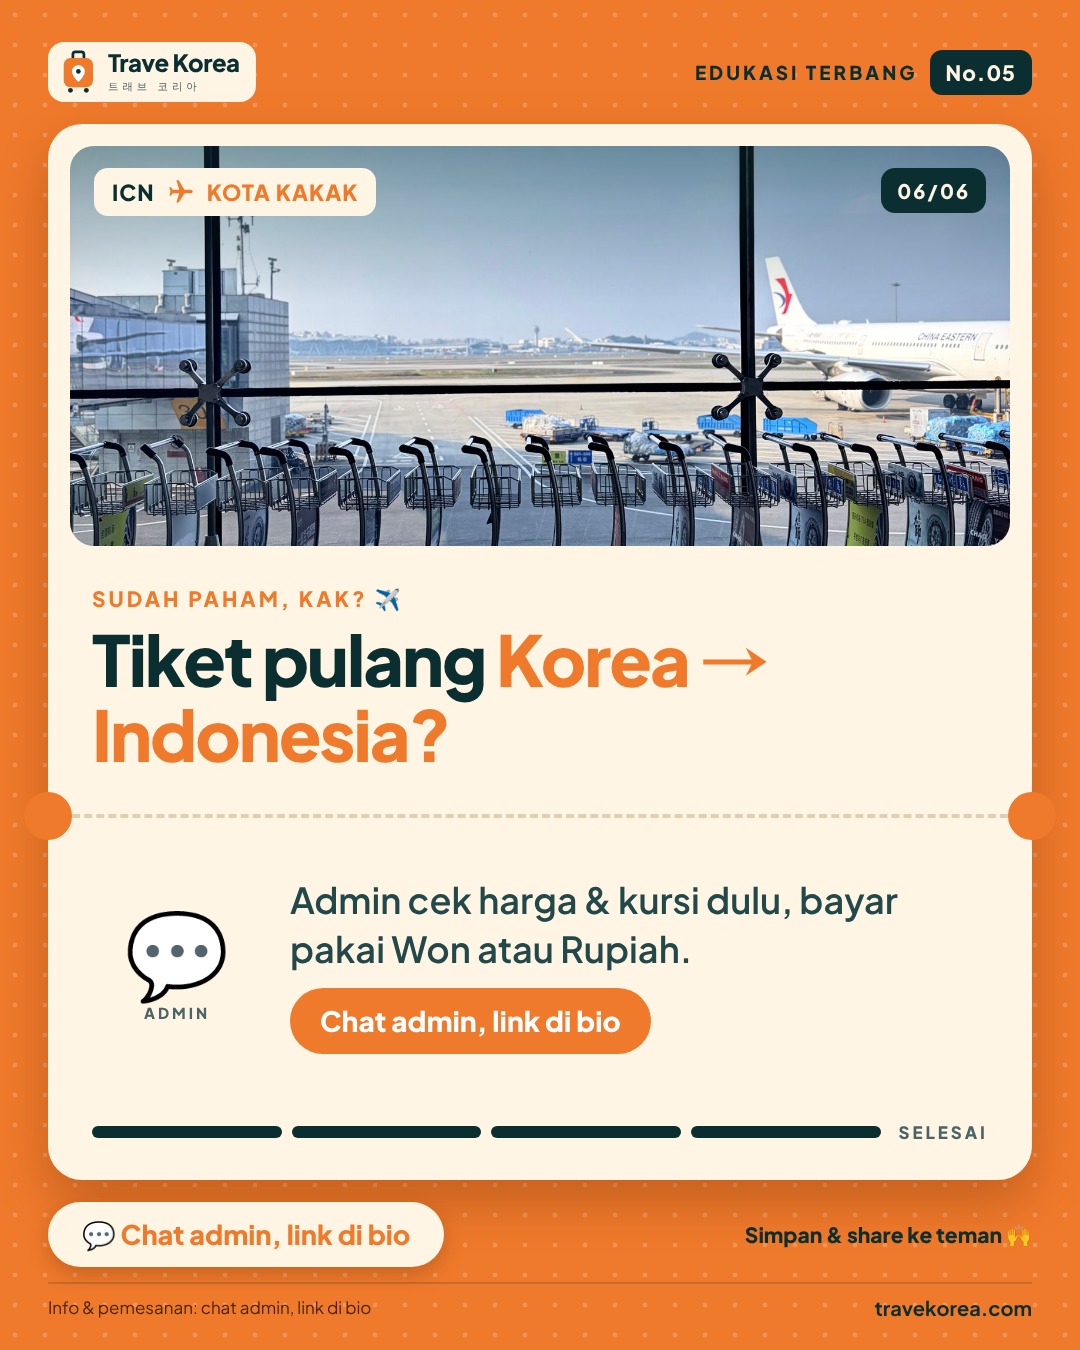 Trave Korea
트래브 코리아
EDUKASI TERBANG
No.05
ICN ✈ KOTA KAKAK
06/06
CHINA EASTERN
SUDAH PAHAM, KAK? ✈️
Tiket pulang Korea →
Indonesia?
Admin cek harga & kursi dulu, bayar
pakai Won atau Rupiah.
ADMIN
Chat admin, link di bio
SELESAI
💬 Chat admin, link di bio
Simpan & share ke teman 🙌
Info & pemesanan: chat admin, link di bio
travekorea.com